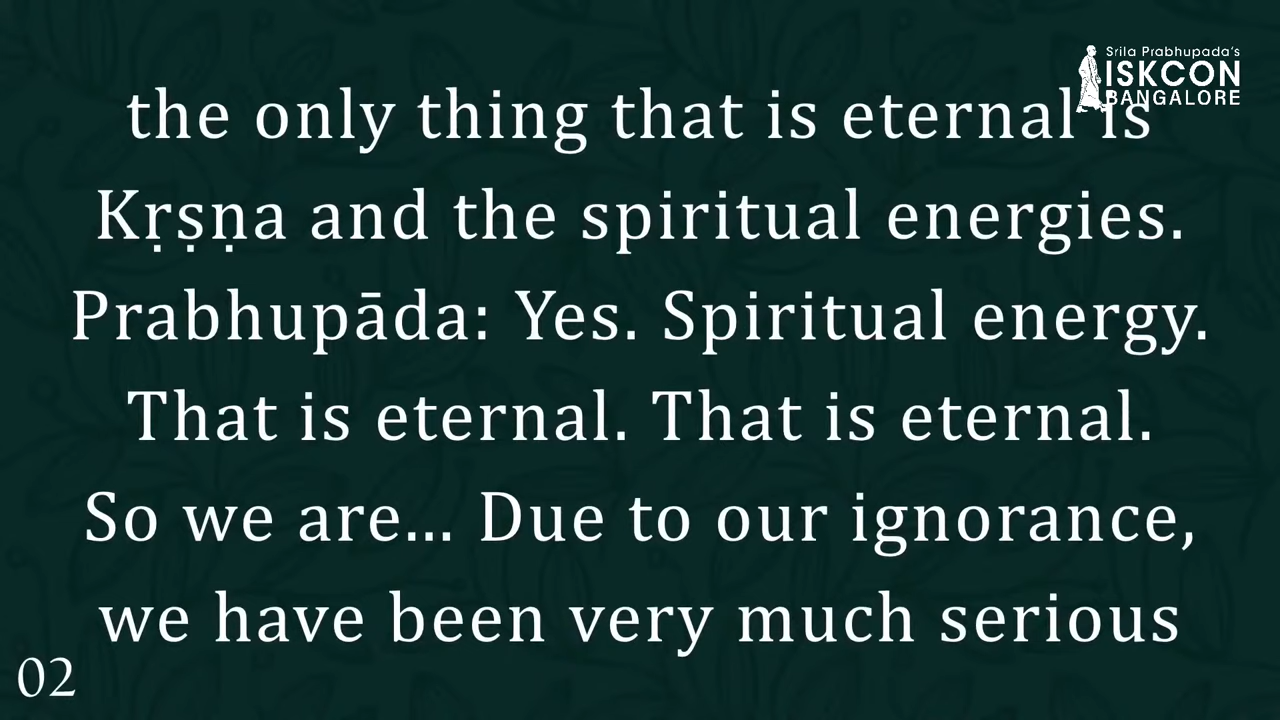 Srila Prabhupada's
ISKCON
BANGALORE
the only thing that is eternal is
Kṛṣṇa and the spiritual energies.
Prabhupāda: Yes. Spiritual energy.
That is eternal. That is eternal.
So we are... Due to our ignorance,
we have been very much serious
02